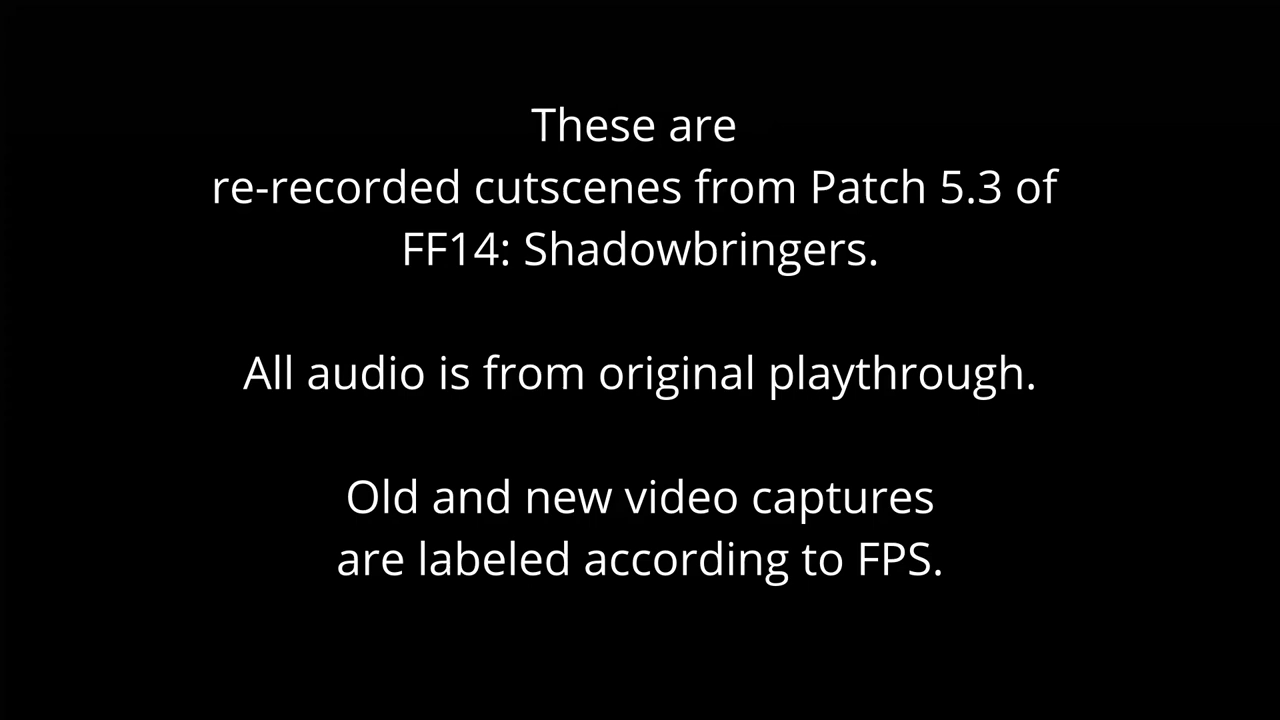 These are
re-recorded cutscenes from Patch 5.3 of
FF14: Shadowbringers.
All audio is from original playthrough.
Old and new video captures
are labeled according to FPS.